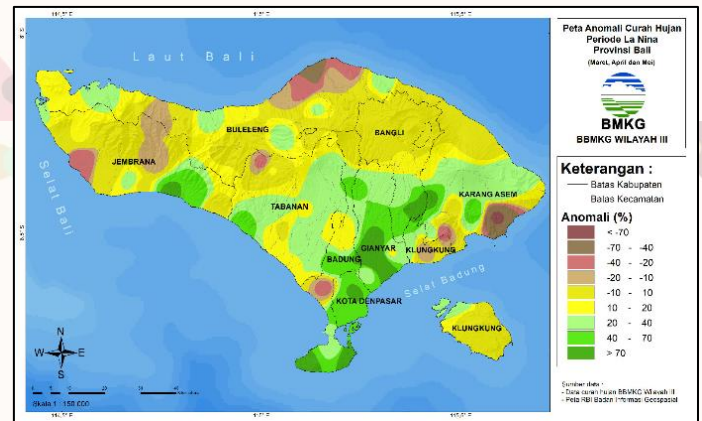 Peta Anomali Curah Hujan
Periode La Nina
Provinsi Bali
(Maret, April dan Mei)
BMKG
BBMKG WILAYAH III
Keterangan :
Batas Kabupaten
Batas Kecamatan
Anomali (%)
< -70
-70 - -40
-40 - -20
-20 - -10
-10 - 10
10 - 20
20 - 40
40 - 70
> 70
Sumber data :
- Data curah hujan BBMKG Wilayah III
- Peta RBI Badan Informasi Geospasial
Laut Bali
BULELENG
BANGLI
JEMBRANA
Selat Bali
TABANAN
KARANG ASEM
GIANYAR
KLUNGKUNG
BADUNG
Selat Badung
KOTA DENPASAR
KLUNGKUNG
N
W E
S
Skala 1 : 150.000